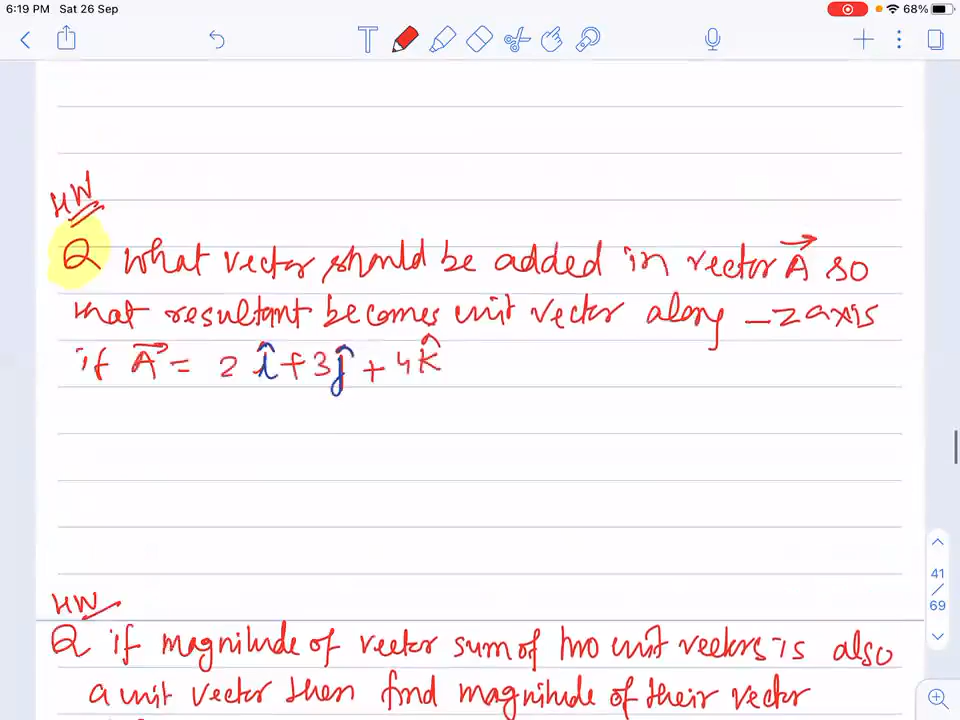 6:19 PM Sat 26 Sep
68%
T
HW
Q what vector should be added in vector A⃗ so
that resultant becomes unit vector along -z axis
if A⃗ = 2 î + 3 ĵ + 4 k̂
41
/
69
HW
Q if magnitude of vector sum of two unit vectors is also
a unit vector then find magnitude of their vector